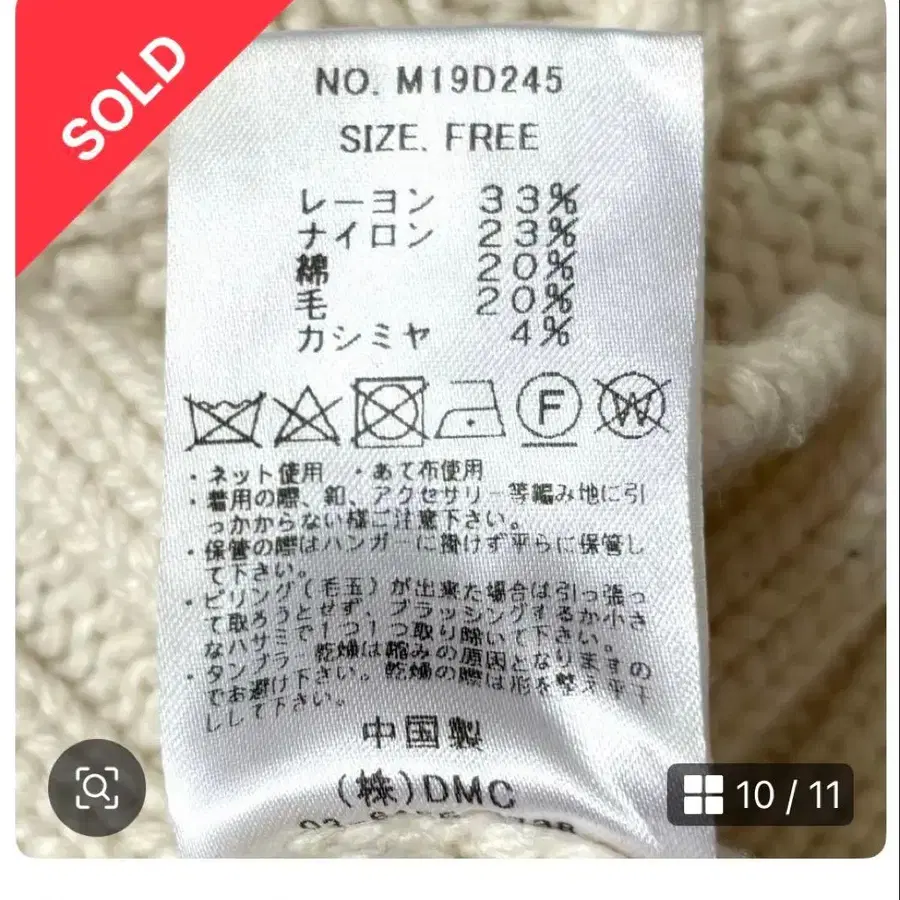 SOLD
NO. M19D245
SIZE. FREE
レーヨン 33%
ナイロン 23%
綿 20%
毛 20%
カシミヤ 4%
F
W
・ネット使用 ・あて布使用
・着用の際、釦、アクセサリー等編み地に引
っかからない様ご注意下さい。
・保管の際はハンガーに掛けず平らに保管し
て下さい。
・ピリング(毛玉)が出来た場合は引っ張っ
て取ろうとせず、ブラッシングするか小さ
なハサミで1つ1つ取り除いて下さい。
・タンブラー乾燥は縮みの原因となりますの
でお避け下さい。乾燥の際は形を整え平干
しして下さい。
中国製
(株)DMC
10 / 11